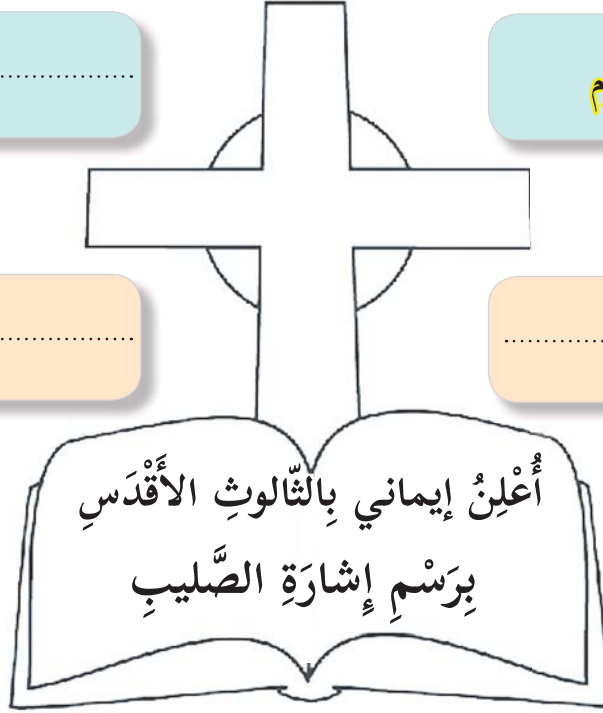 أُعْلِنُ إيماني بِالثّالوثِ الأَقْدَسِ
بِرَسْمِ إِشارَةِ الصَّليبِ